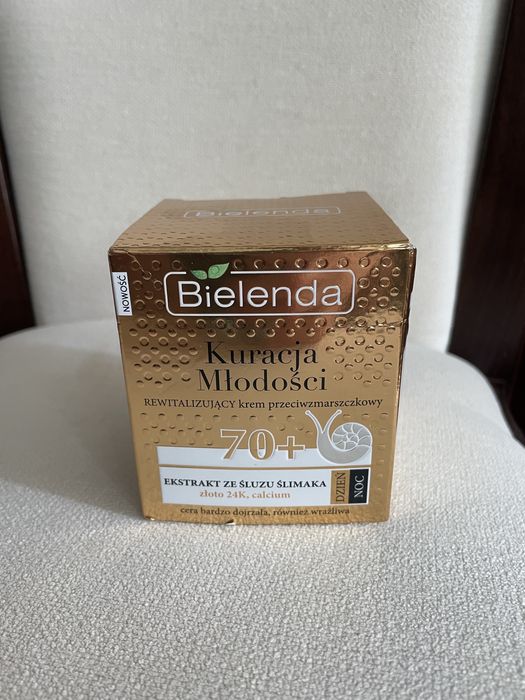 Bielenda
NOWOŚĆ
Bielenda
Kuracja
Młodości
REWITALIZUJĄCY krem przeciwzmarszczkowy
70+
EKSTRAKT ZE ŚLUZU ŚLIMAKA
złoto 24K, calcium
DZIEŃ
NOC
cera bardzo dojrzała, również wrażliwa